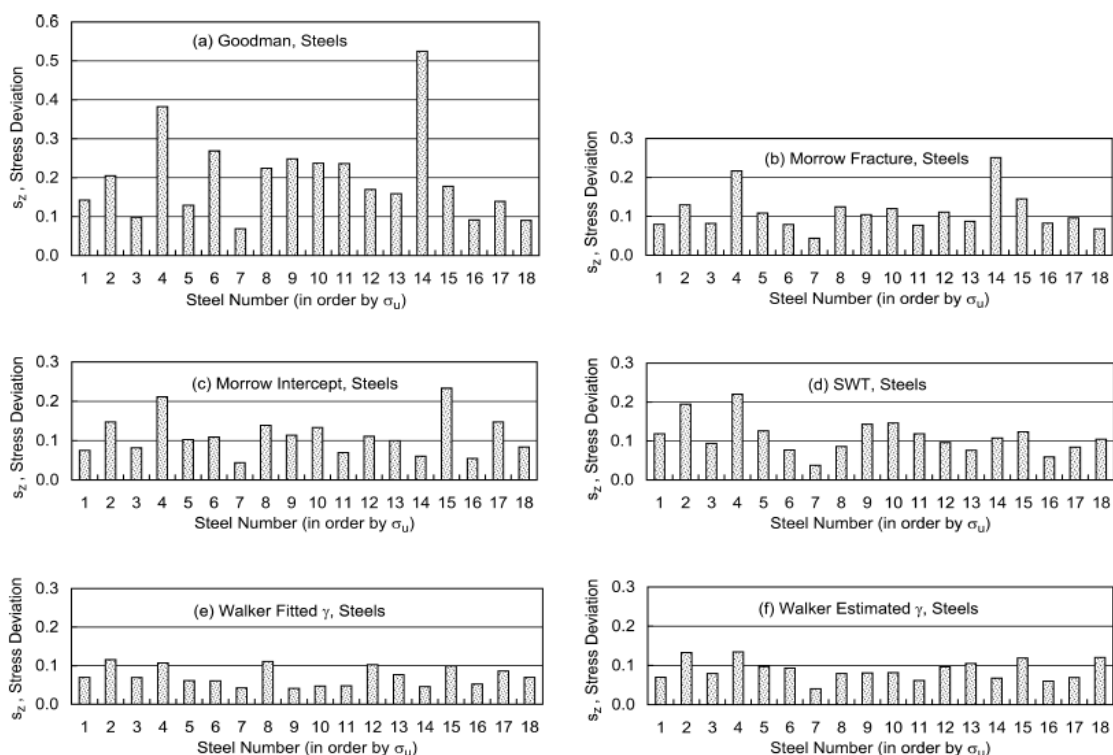 0.6
(a) Goodman, Steels
0.5
0.4
0.3
0.2
0.1
0.0
s_z , Stress Deviation
1 2 3 4 5 6 7 8 9 10 11 12 13 14 15 16 17 18
Steel Number (in order by σ_u)
0.3
(b) Morrow Fracture, Steels
0.2
0.1
0.0
s_z , Stress Deviation
1 2 3 4 5 6 7 8 9 10 11 12 13 14 15 16 17 18
Steel Number (in order by σ_u)
0.3
(c) Morrow Intercept, Steels
0.2
0.1
0.0
s_z , Stress Deviation
1 2 3 4 5 6 7 8 9 10 11 12 13 14 15 16 17 18
Steel Number (in order by σ_u)
0.3
(d) SWT, Steels
0.2
0.1
0.0
s_z , Stress Deviation
1 2 3 4 5 6 7 8 9 10 11 12 13 14 15 16 17 18
Steel Number (in order by σ_u)
0.3
(e) Walker Fitted γ, Steels
0.2
0.1
0.0
s_z , Stress Deviation
1 2 3 4 5 6 7 8 9 10 11 12 13 14 15 16 17 18
Steel Number (in order by σ_u)
0.3
(f) Walker Estimated γ, Steels
0.2
0.1
0.0
s_z , Stress Deviation
1 2 3 4 5 6 7 8 9 10 11 12 13 14 15 16 17 18
Steel Number (in order by σ_u)